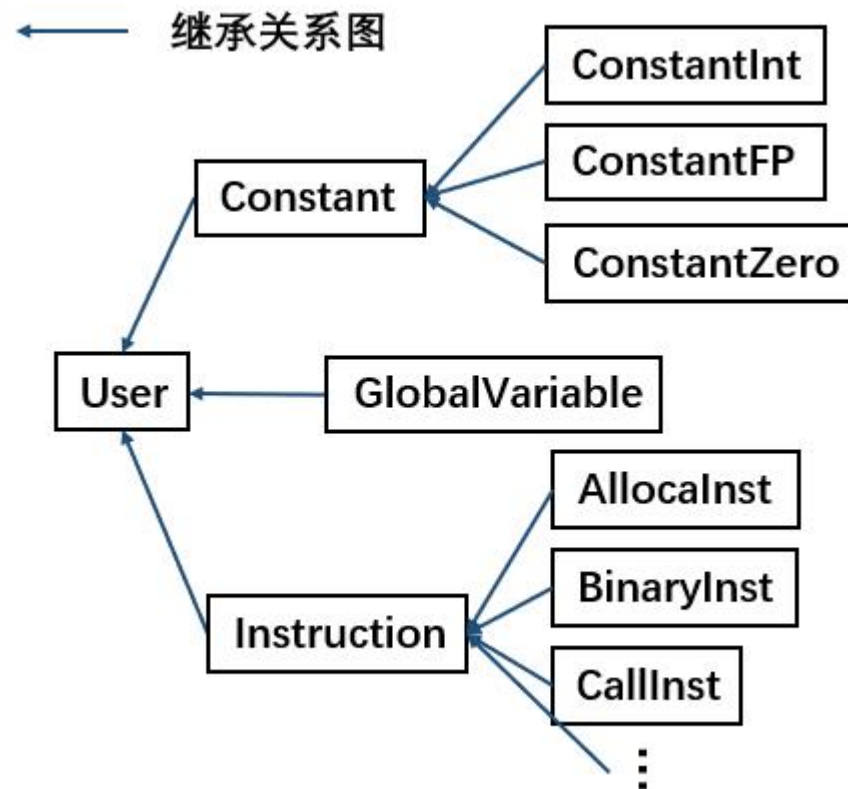 继承关系图
ConstantInt
ConstantFP
Constant
ConstantZero
User
GlobalVariable
AllocaInst
BinaryInst
Instruction
CallInst
⋮